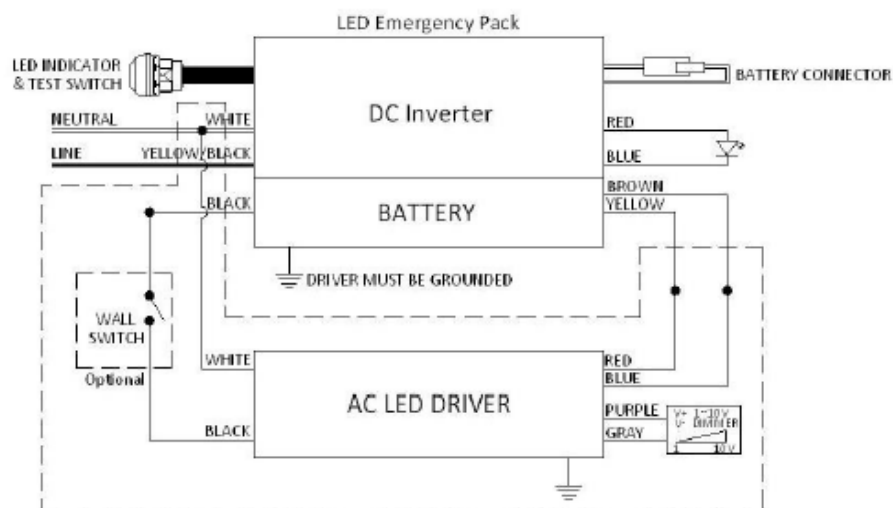 LED Emergency Pack
LED INDICATOR
& TEST SWITCH
DC Inverter
BATTERY CONNECTOR
NEUTRAL
WHITE
RED
LINE
YELLOW/BLACK
BLUE
BROWN
BLACK
BATTERY
YELLOW
DRIVER MUST BE GROUNDED
WALL
SWITCH
Optional
WHITE
AC LED DRIVER
RED
BLUE
BLACK
PURPLE
GRAY
V+ 1~10V
V- DIMMER
1 10V